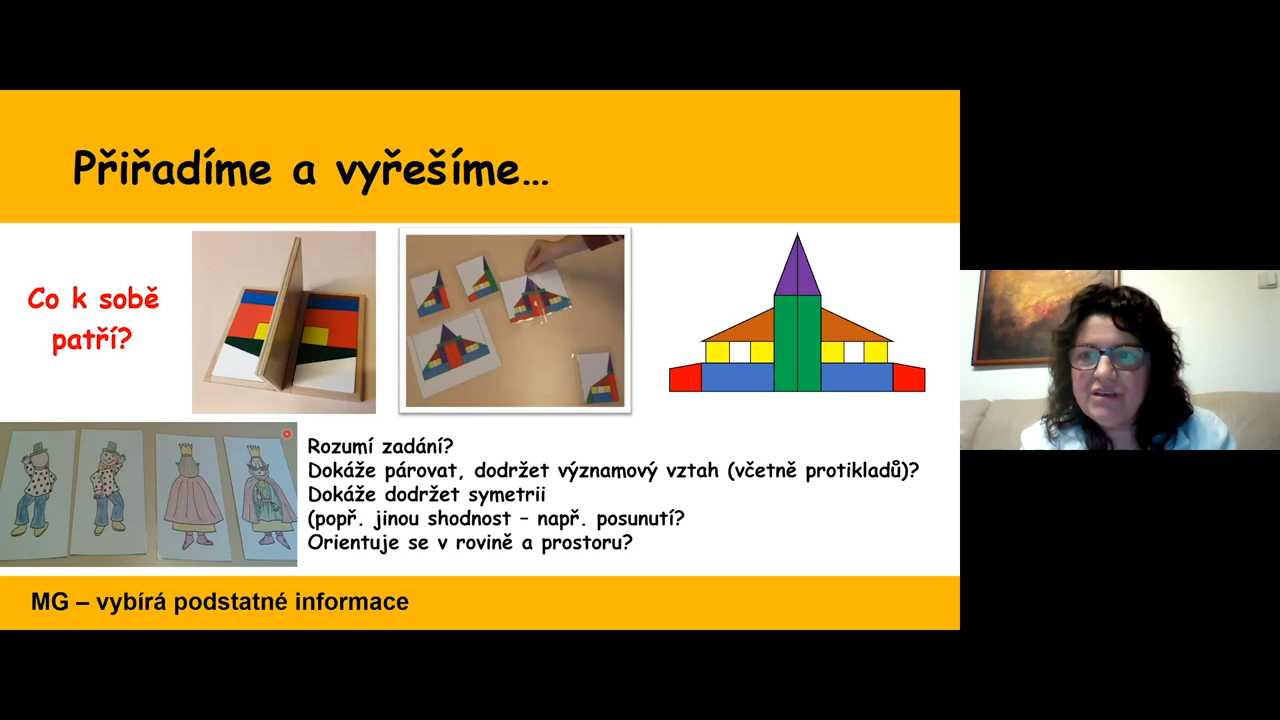 Přiřadíme a vyřešíme…
Co k sobě
patří?
Rozumí zadání?
Dokáže párovat, dodržet významový vztah (včetně protikladů)?
Dokáže dodržet symetrii
(popř. jinou shodnost – např. posunutí?
Orientuje se v rovině a prostoru?
MG – vybírá podstatné informace